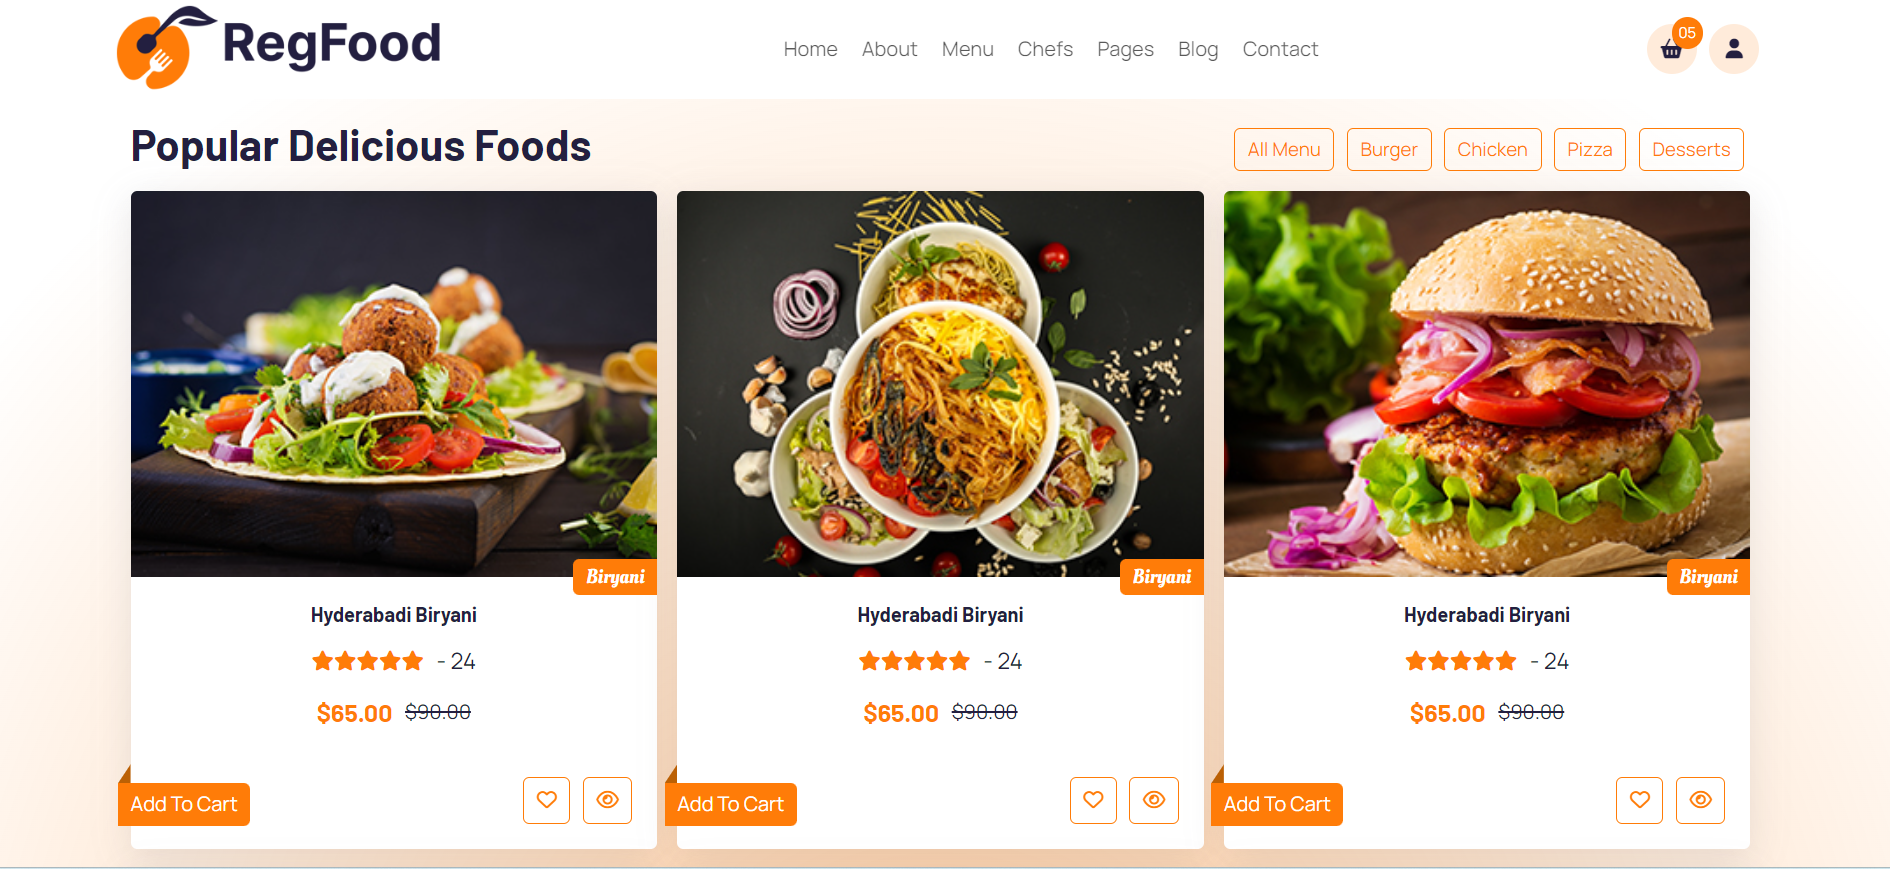 RegFood
Home About Menu Chefs Pages Blog Contact
05
Popular Delicious Foods
All Menu Burger Chicken Pizza Desserts
Biryani
Hyderabadi Biryani
- 24
$65.00 $90.00
Add To Cart
Biryani
Hyderabadi Biryani
- 24
$65.00 $90.00
Add To Cart
Biryani
Hyderabadi Biryani
- 24
$65.00 $90.00
Add To Cart